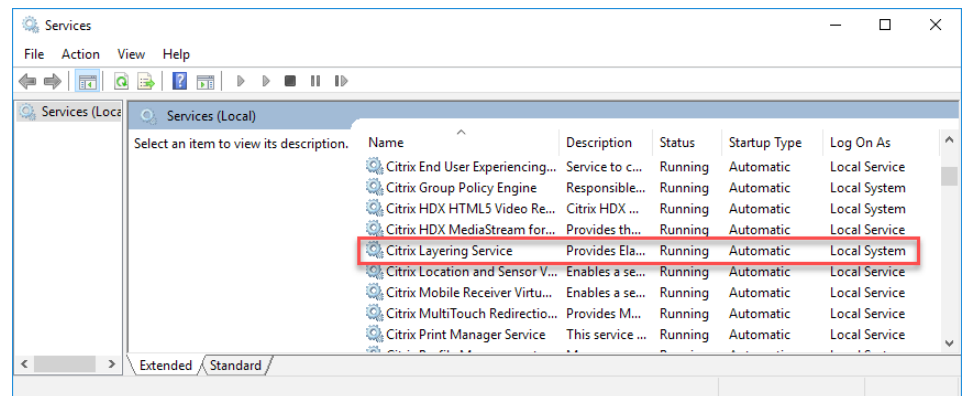 Services
File Action View Help
Services (Loca
Services (Local)
Select an item to view its description.
Name Description Status Startup Type Log On As
Citrix End User Experiencing... Service to c... Running Automatic Local Service
Citrix Group Policy Engine Responsible... Running Automatic Local System
Citrix HDX HTML5 Video Re... Citrix HDX ... Running Automatic Local System
Citrix HDX MediaStream for... Provides th... Running Automatic Local Service
Citrix Layering Service Provides Ela... Running Automatic Local System
Citrix Location and Sensor V... Enables a se... Running Automatic Local Service
Citrix Mobile Receiver Virtu... Enables a se... Running Automatic Local Service
Citrix MultiTouch Redirectio... Provides M... Running Automatic Local Service
Citrix Print Manager Service This service ... Running Automatic Local Service
Extended Standard